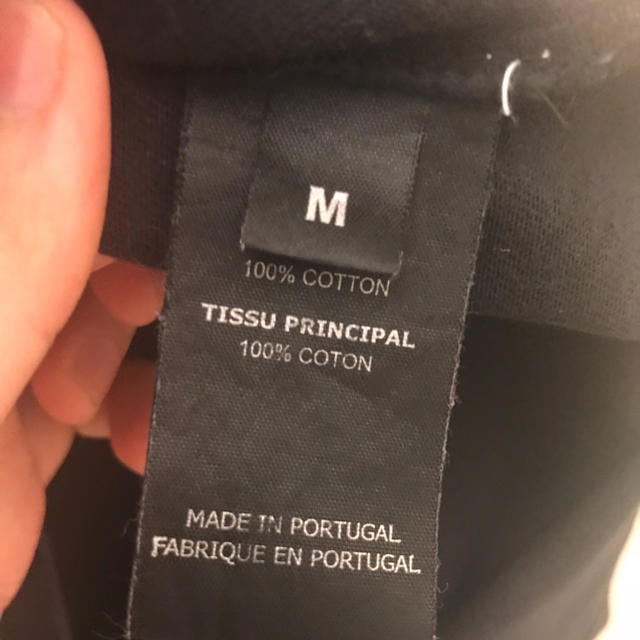 M
100% COTTON
TISSU PRINCIPAL
100% COTON
MADE IN PORTUGAL
FABRIQUE EN PORTUGAL